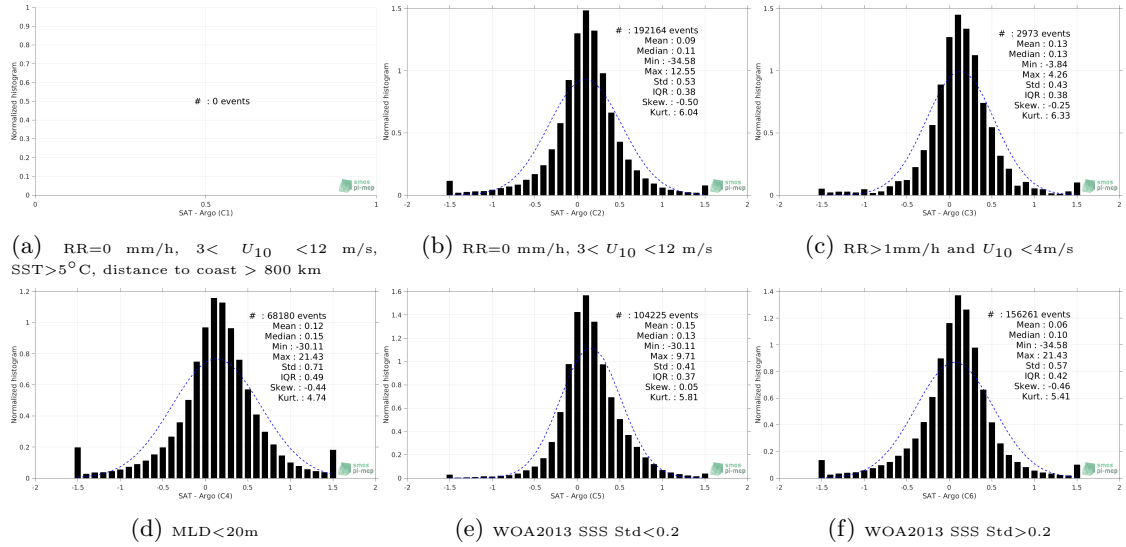 Normalized histogram
1
0.9
0.8
0.7
0.6
0.5
0.4
0.3
0.2
0.1
0
# : 0 events
0
0.5
1
SAT - Argo (C1)
smos
pi-mep
(a) RR=0 mm/h, 3< U10 <12 m/s,
SST>5°C, distance to coast > 800 km
Normalized histogram
1.5
1
0.5
0
# : 192164 events
Mean : 0.09
Median : 0.11
Min : -34.58
Max : 12.55
Std : 0.53
IQR : 0.38
Skew. : -0.50
Kurt. : 6.04
-2
-1.5
-1
-0.5
0
0.5
1
1.5
2
SAT - Argo (C2)
smos
pi-mep
(b) RR=0 mm/h, 3< U10 <12 m/s
Normalized histogram
1.5
1
0.5
0
# : 2973 events
Mean : 0.13
Median : 0.13
Min : -3.84
Max : 4.26
Std : 0.43
IQR : 0.38
Skew. : -0.25
Kurt. : 6.33
-2
-1.5
-1
-0.5
0
0.5
1
1.5
2
SAT - Argo (C3)
smos
pi-mep
(c) RR>1mm/h and U10 <4m/s
Normalized histogram
1.2
1
0.8
0.6
0.4
0.2
0
# : 68180 events
Mean : 0.12
Median : 0.15
Min : -30.11
Max : 21.43
Std : 0.71
IQR : 0.49
Skew. : -0.44
Kurt. : 4.74
-2
-1.5
-1
-0.5
0
0.5
1
1.5
2
SAT - Argo (C4)
smos
pi-mep
(d) MLD<20m
Normalized histogram
1.6
1.4
1.2
1
0.8
0.6
0.4
0.2
0
# : 104225 events
Mean : 0.15
Median : 0.13
Min : -30.11
Max : 9.71
Std : 0.41
IQR : 0.37
Skew. : 0.05
Kurt. : 5.81
-2
-1.5
-1
-0.5
0
0.5
1
1.5
2
SAT - Argo (C5)
smos
pi-mep
(e) WOA2013 SSS Std<0.2
Normalized histogram
1.2
1
0.8
0.6
0.4
0.2
0
# : 156261 events
Mean : 0.06
Median : 0.10
Min : -34.58
Max : 21.43
Std : 0.57
IQR : 0.42
Skew. : -0.46
Kurt. : 5.41
-2
-1.5
-1
-0.5
0
0.5
1
1.5
2
SAT - Argo (C6)
smos
pi-mep
(f) WOA2013 SSS Std>0.2